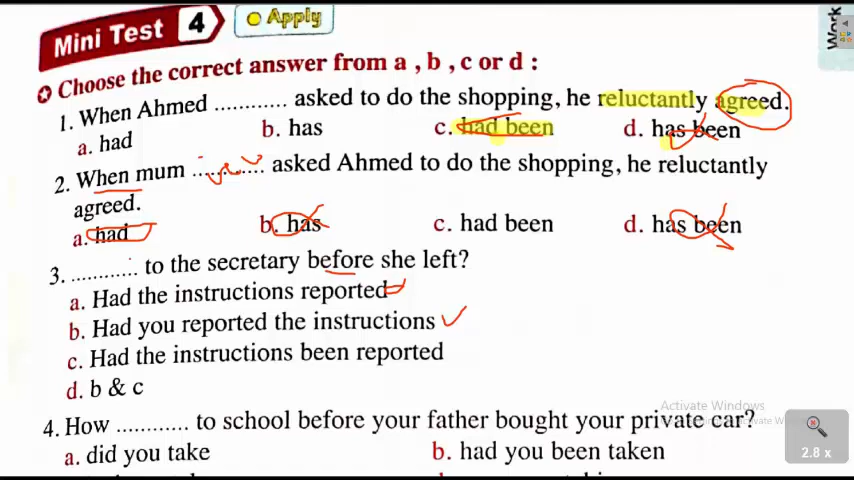 Mini Test 4 Apply
Work
Choose the correct answer from a , b , c or d :
1. When Ahmed ............ asked to do the shopping, he reluctantly agreed.
a. had b. has c. had been d. has been
2. When mum ............ asked Ahmed to do the shopping, he reluctantly
agreed.
a. had b. has c. had been d. has been
3. ............ to the secretary before she left?
a. Had the instructions reported
b. Had you reported the instructions
c. Had the instructions been reported
d. b & c
4. How ............ to school before your father bought your private car?
a. did you take b. had you been taken
Activate Windows
2.8 x